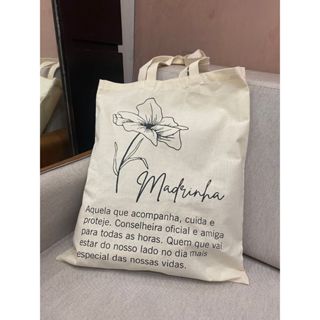 Madrinha
Aquela que acompanha, cuida e
proteje. Conselheira oficial e amiga
para todas as horas. Quem que vai
estar do nosso lado no dia mais
especial das nossas vidas.